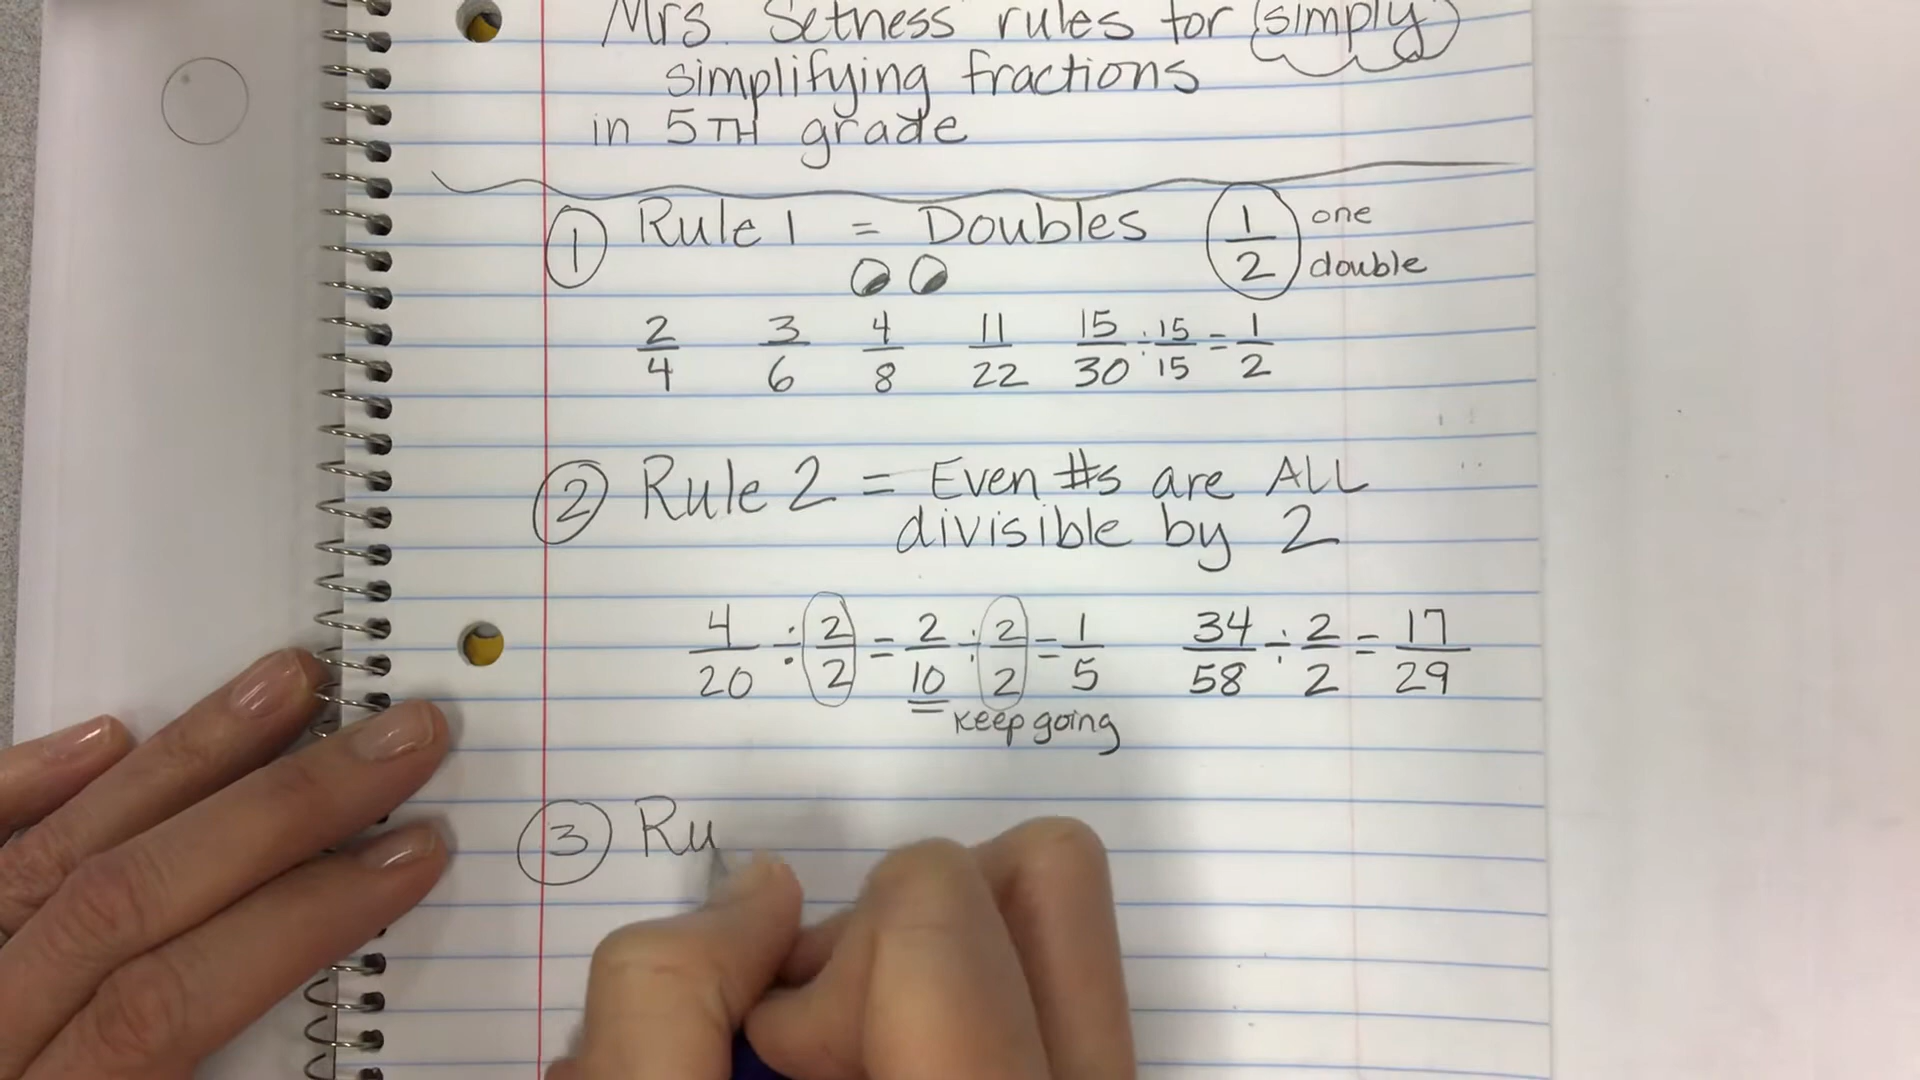 Mrs. Setness rules for simply
simplifying fractions
in 5TH grade
① Rule 1 = Doubles 1/2 one double
2/4 3/6 4/8 11/22 15/30 ÷ 15/15 = 1/2
② Rule 2 = Even #s are ALL
divisible by 2
4/20 ÷ 2/2 = 2/10 ÷ 2/2 = 1/5 34/58 ÷ 2/2 = 17/29
keep going
③ Ru